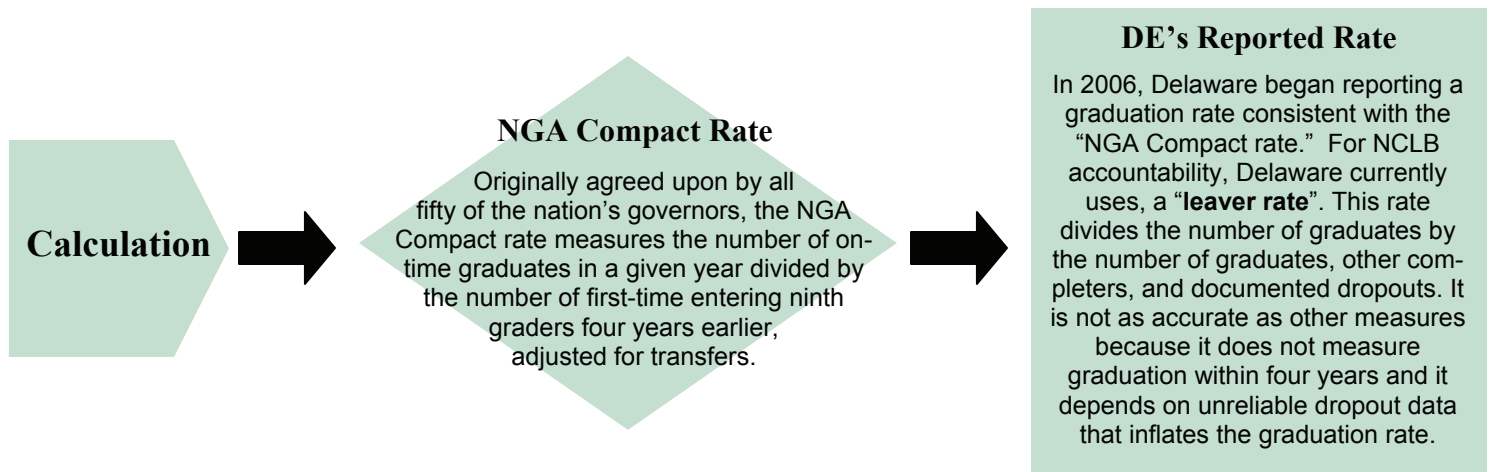 Calculation
NGA Compact Rate
Originally agreed upon by all
fifty of the nation’s governors, the NGA
Compact rate measures the number of on-
time graduates in a given year divided by
the number of first-time entering ninth
graders four years earlier,
adjusted for transfers.
DE’s Reported Rate
In 2006, Delaware began reporting a
graduation rate consistent with the
“NGA Compact rate.”  For NCLB
accountability, Delaware currently
uses, a “leaver rate”. This rate
divides the number of graduates by
the number of graduates, other com-
pleters, and documented dropouts. It
is not as accurate as other measures
because it does not measure
graduation within four years and it
depends on unreliable dropout data
that inflates the graduation rate.